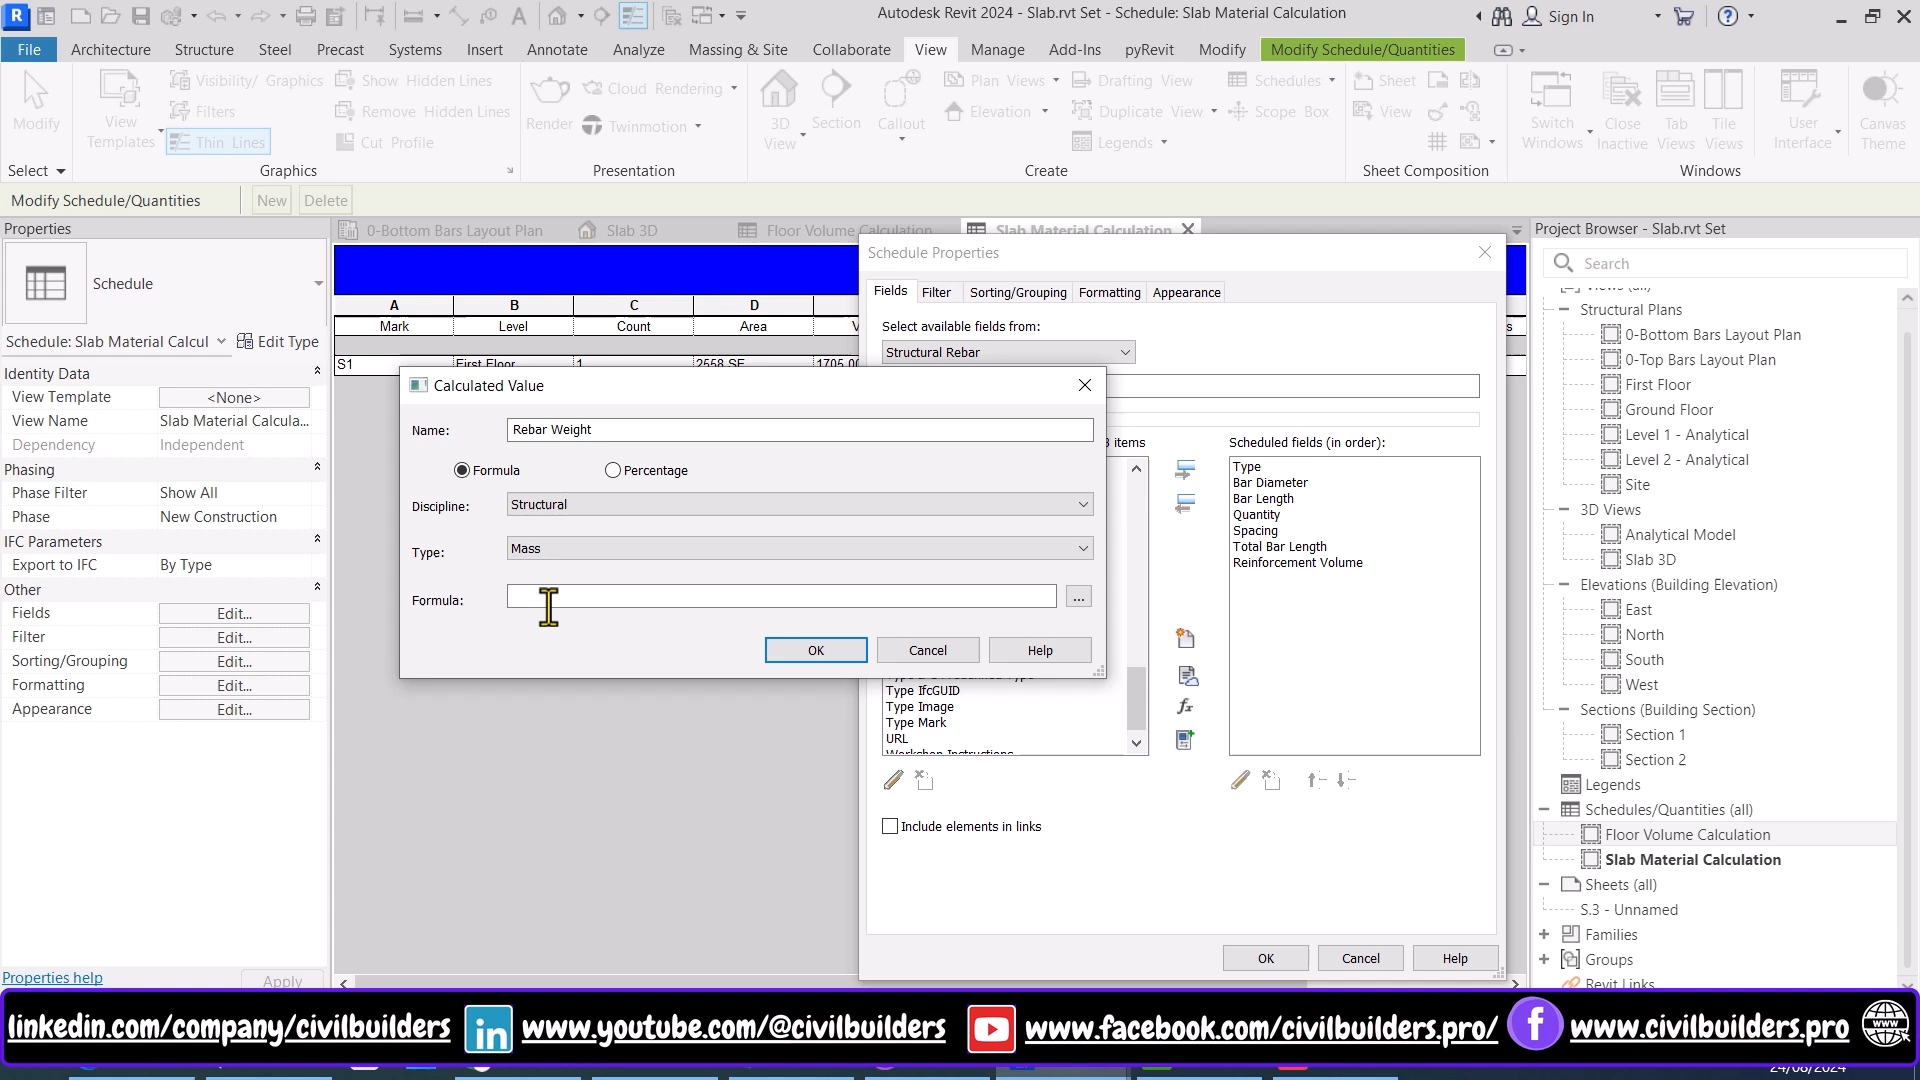 Autodesk Revit 2024 - Slab.rvt Set - Schedule: Slab Material Calculation
Sign In
File Architecture Structure Steel Precast Systems Insert Annotate Analyze Massing & Site Collaborate View Manage Add-Ins pyRevit Modify Modify Schedule/Quantities
Modify
View Templates
Visibility/ Graphics
Filters
Thin Lines
Show Hidden Lines
Remove Hidden Lines
Cut Profile
Render
Cloud Rendering
Twinmotion
3D View
Section
Callout
Plan Views
Elevation
Drafting View
Duplicate View
Legends
Schedules
Scope Box
Sheet
View
Switch Windows
Close Inactive
Tab Views
Tile Views
User Interface
Canvas Theme
Select Graphics Presentation Create Sheet Composition Windows
Modify Schedule/Quantities New Delete
Properties
Schedule
Schedule: Slab Material Calcul Edit Type
Identity Data
View Template <None>
View Name Slab Material Calcula...
Dependency Independent
Phasing
Phase Filter Show All
Phase New Construction
IFC Parameters
Export to IFC By Type
Other
Fields Edit...
Filter Edit...
Sorting/Grouping Edit...
Formatting Edit...
Appearance Edit...
Properties help Apply
0-Bottom Bars Layout Plan Slab 3D Floor Volume Calculation Slab Material Calculation
A B C D
Mark Level Count Area V
s
S1 First Floor 1 2558 SF 1705.00
Schedule Properties
Fields Filter Sorting/Grouping Formatting Appearance
Select available fields from:
Structural Rebar
3 items
Scheduled fields (in order):
Type
Bar Diameter
Bar Length
Quantity
Spacing
Total Bar Length
Reinforcement Volume
Type IfcGUID
Type Image
Type Mark
URL
Workshop Instructions
fx
Include elements in links
OK Cancel Help
Calculated Value
Name: Rebar Weight
Formula Percentage
Discipline: Structural
Type: Mass
Formula: ...
OK Cancel Help
Project Browser - Slab.rvt Set
Search
Views (all)
Structural Plans
0-Bottom Bars Layout Plan
0-Top Bars Layout Plan
First Floor
Ground Floor
Level 1 - Analytical
Level 2 - Analytical
Site
3D Views
Analytical Model
Slab 3D
Elevations (Building Elevation)
East
North
South
West
Sections (Building Section)
Section 1
Section 2
Legends
Schedules/Quantities (all)
Floor Volume Calculation
Slab Material Calculation
Sheets (all)
S.3 - Unnamed
Families
Groups
Revit Links
linkedin.com/company/civilbuilders in www.youtube.com/@civilbuilders www.facebook.com/civilbuilders.pro/ f www.civilbuilders.pro WWW
24/08/2024